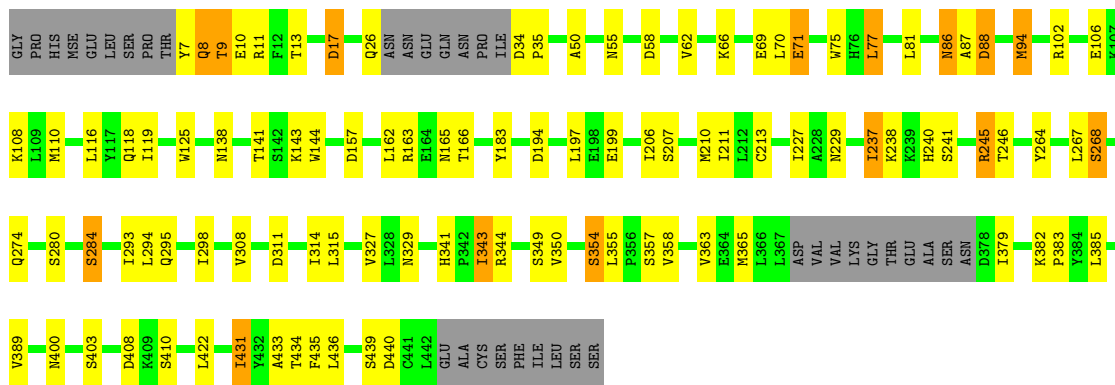 GLY PRO HIS MSE GLU LEU SER PRO THR Y7 Q8 T9 E10 R11 F12 T13 D17 Q26 ASN ASN GLU GLN ASN PRO ILE D34 P35 A50 N55 D58 V62 K66 E69 L70 E71 W75 H76 L77 L81 N86 A87 D88 M94 R102 E106 K107
K108 L109 M110 L116 Y117 Q118 I119 W125 N138 T141 S142 K143 W144 D157 L162 R163 E164 N165 T166 Y183 D194 L197 E198 E199 I206 S207 M210 I211 L212 C213 I227 A228 N229 I237 K238 K239 H240 S241 R245 T246 Y264 L267 S268
Q274 S280 S284 I293 L294 Q295 I298 V308 D311 I314 L315 V327 L328 N329 H341 P342 I343 R344 S349 V350 S354 L355 P356 S357 V358 V363 E364 M365 L366 L367 ASP VAL VAL LYS GLY THR GLU ALA SER ASN D378 I379 K382 P383 Y384 L385
V389 N400 S403 D408 K409 S410 L422 I431 Y432 A433 T434 F435 L436 S439 D440 C441 L442 GLU ALA CYS SER PHE ILE LEU SER SER